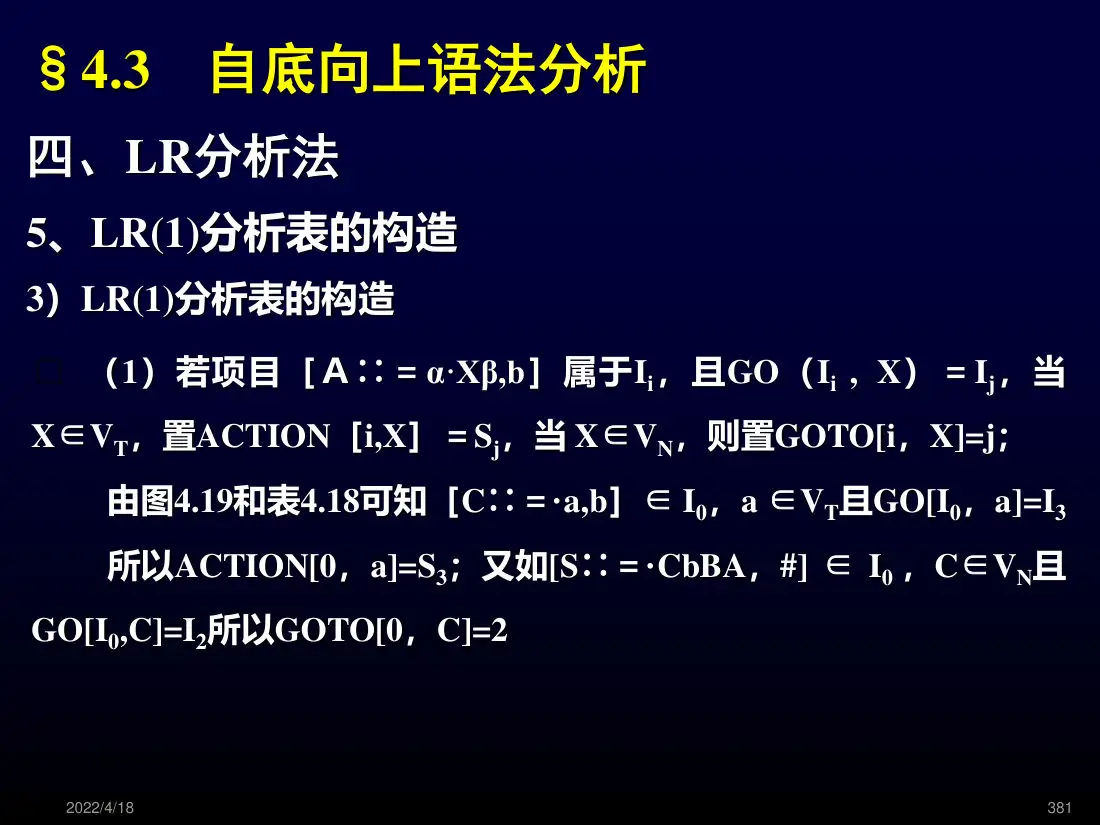 §4.3 自底向上语法分析
四、LR分析法
5、LR(1)分析表的构造
3）LR(1)分析表的构造
（1）若项目［A∷=α·Xβ,b］属于Ii，且GO（Ii，X）=Ij，当
X∈VT，置ACTION［i,X］=Sj，当X∈VN，则置GOTO[i，X]=j；
由图4.19和表4.18可知［C∷=·a,b］∈ I0，a ∈VT且GO[I0，a]=I3
所以ACTION[0，a]=S3；又如[S∷=·CbBA，#] ∈ I0，C∈VN且
GO[I0,C]=I2所以GOTO[0，C]=2
2022/4/18
381